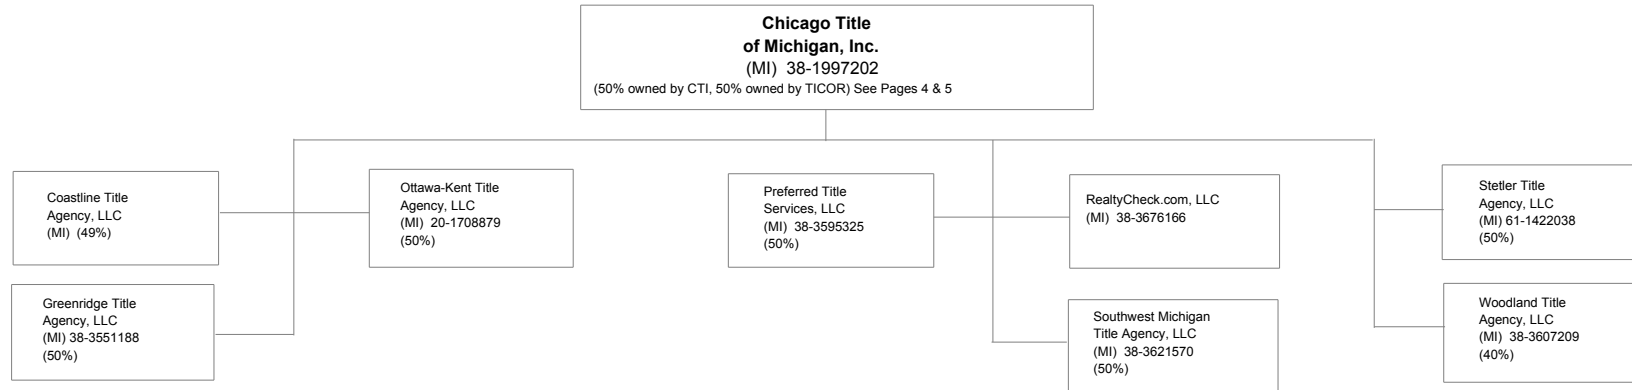 Chicago Title
of Michigan, Inc.
(MI) 38-1997202
(50% owned by CTI, 50% owned by TICOR) See Pages 4 & 5
Coastline Title
Agency, LLC
(MI) (49%)
Ottawa-Kent Title
Agency, LLC
(MI) 20-1708879
(50%)
Preferred Title
Services, LLC
(MI) 38-3595325
(50%)
RealtyCheck.com, LLC
(MI) 38-3676166
Stetler Title
Agency, LLC
(MI) 61-1422038
(50%)
Greenridge Title
Agency, LLC
(MI) 38-3551188
(50%)
Southwest Michigan
Title Agency, LLC
(MI) 38-3621570
(50%)
Woodland Title
Agency, LLC
(MI) 38-3607209
(40%)